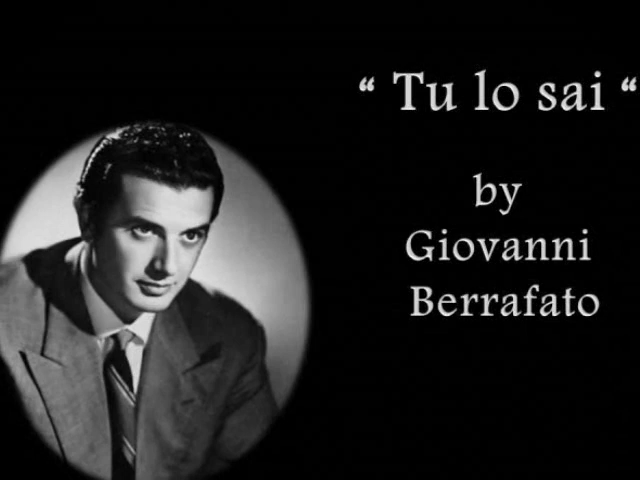 “ Tu lo sai “
by
Giovanni
Berrafato